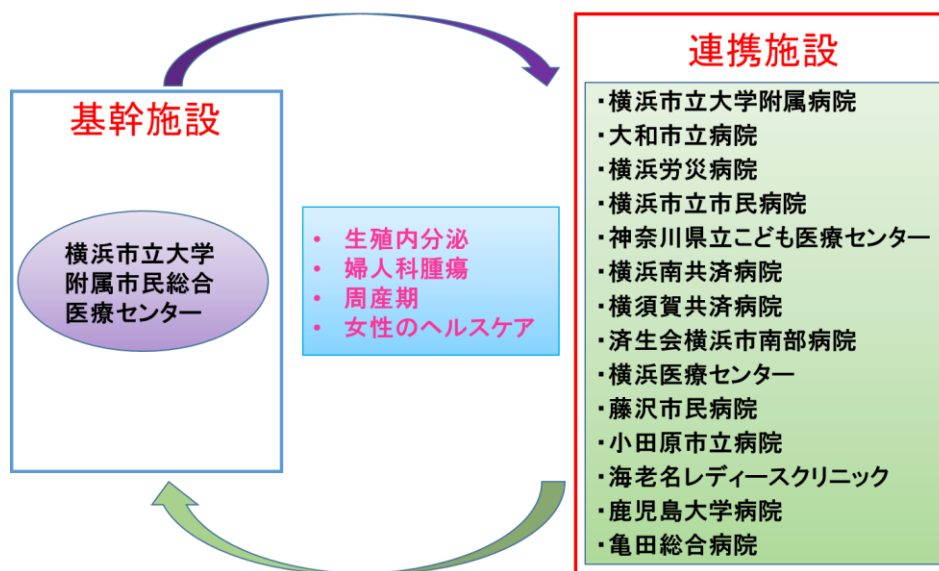 基幹施設
横浜市立大学
附属市民総合
医療センター
• 生殖内分泌
• 婦人科腫瘍
• 周産期
• 女性のヘルスケア
連携施設
・横浜市立大学附属病院
・大和市立病院
・横浜労災病院
・横浜市立市民病院
・神奈川県立こども医療センター
・横浜南共済病院
・横須賀共済病院
・済生会横浜市南部病院
・横浜医療センター
・藤沢市民病院
・小田原市立病院
・海老名レディースクリニック
・鹿児島大学病院
・亀田総合病院